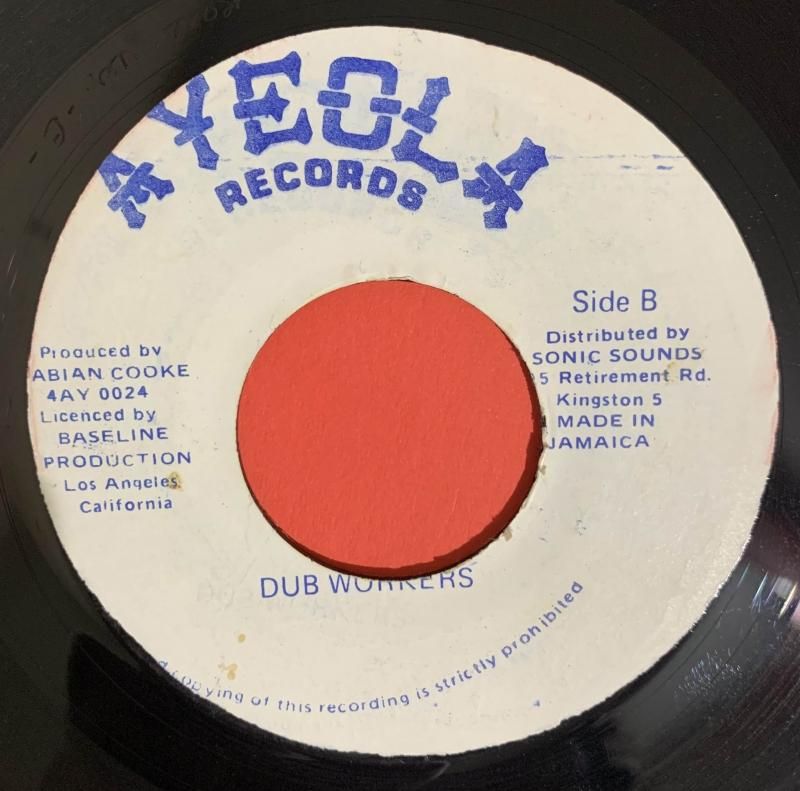 AYEOLA
RECORDS
Side B
Produced by
ABIAN COOKE
4AY 0024
Licenced by
BASELINE
PRODUCTION
Los Angeles
California
Distributed by
SONIC SOUNDS
5 Retirement Rd.
Kingston 5
MADE IN
JAMAICA
DUB WORKERS
copying of this recording is strictly prohibited